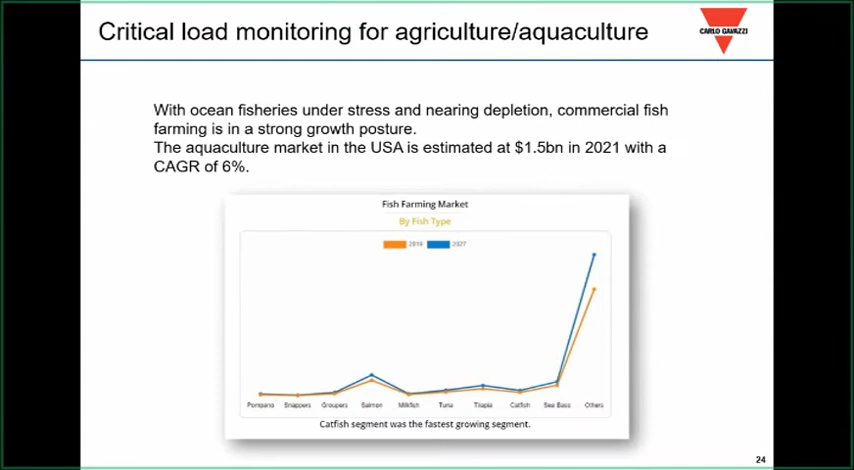 Critical load monitoring for agriculture/aquaculture
CARLO GAVAZZI
With ocean fisheries under stress and nearing depletion, commercial fish
farming is in a strong growth posture.
The aquaculture market in the USA is estimated at $1.5bn in 2021 with a
CAGR of 6%.
Fish Farming Market
By Fish Type
2027
Pompano Snappers Groupers Salmon Milkfish Tuna Tilapia Catfish Sea Bass Others
Catfish segment was the fastest growing segment.
24